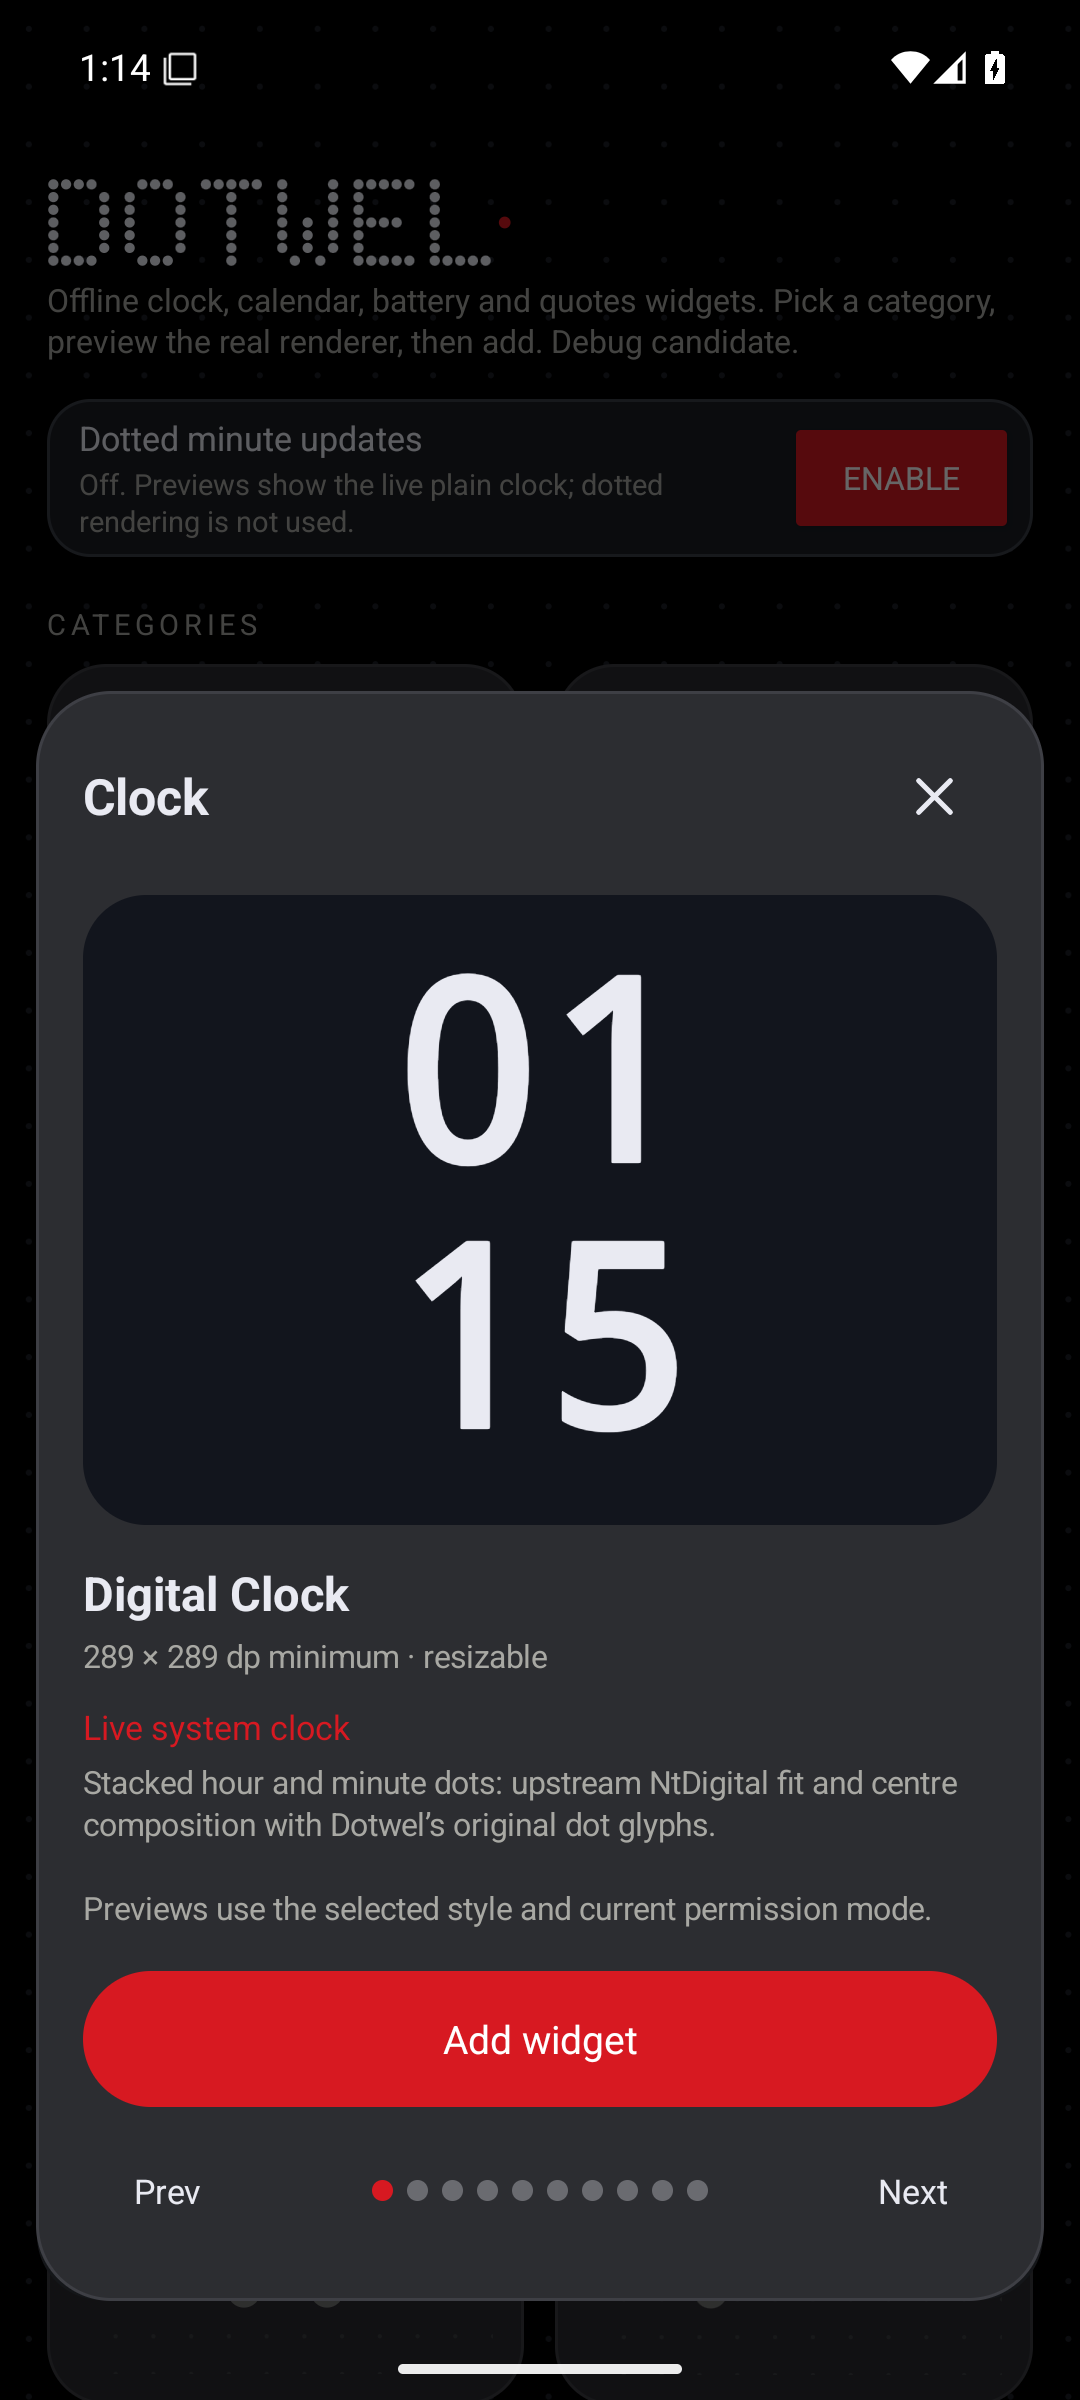 1:14
DOTWEL
Offline clock, calendar, battery and quotes widgets. Pick a category,
preview the real renderer, then add. Debug candidate.
Dotted minute updates
Off. Previews show the live plain clock; dotted
rendering is not used.
ENABLE
CATEGORIES
Clock
01
15
Digital Clock
289 × 289 dp minimum · resizable
Live system clock
Stacked hour and minute dots: upstream NtDigital fit and centre
composition with Dotwel’s original dot glyphs.
Previews use the selected style and current permission mode.
Add widget
Prev
Next